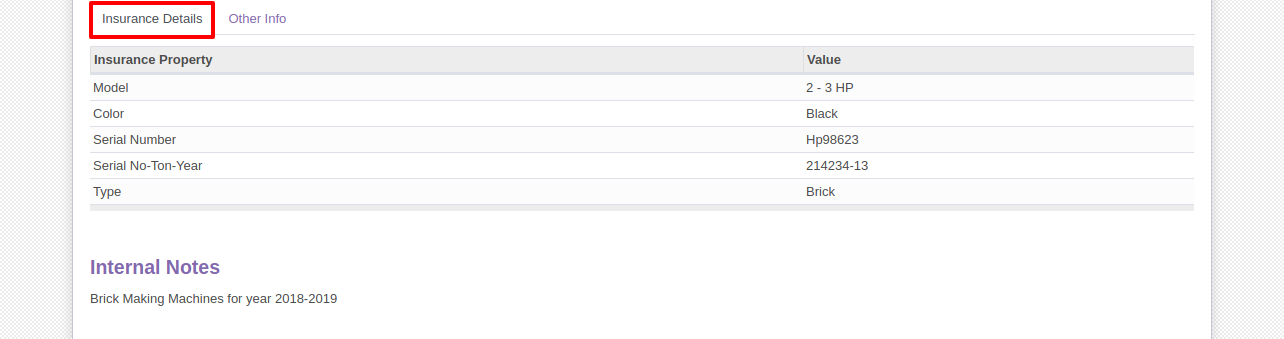 Insurance Details Other Info
Insurance Property Value
Model 2 - 3 HP
Color Black
Serial Number Hp98623
Serial No-Ton-Year 214234-13
Type Brick
Internal Notes
Brick Making Machines for year 2018-2019